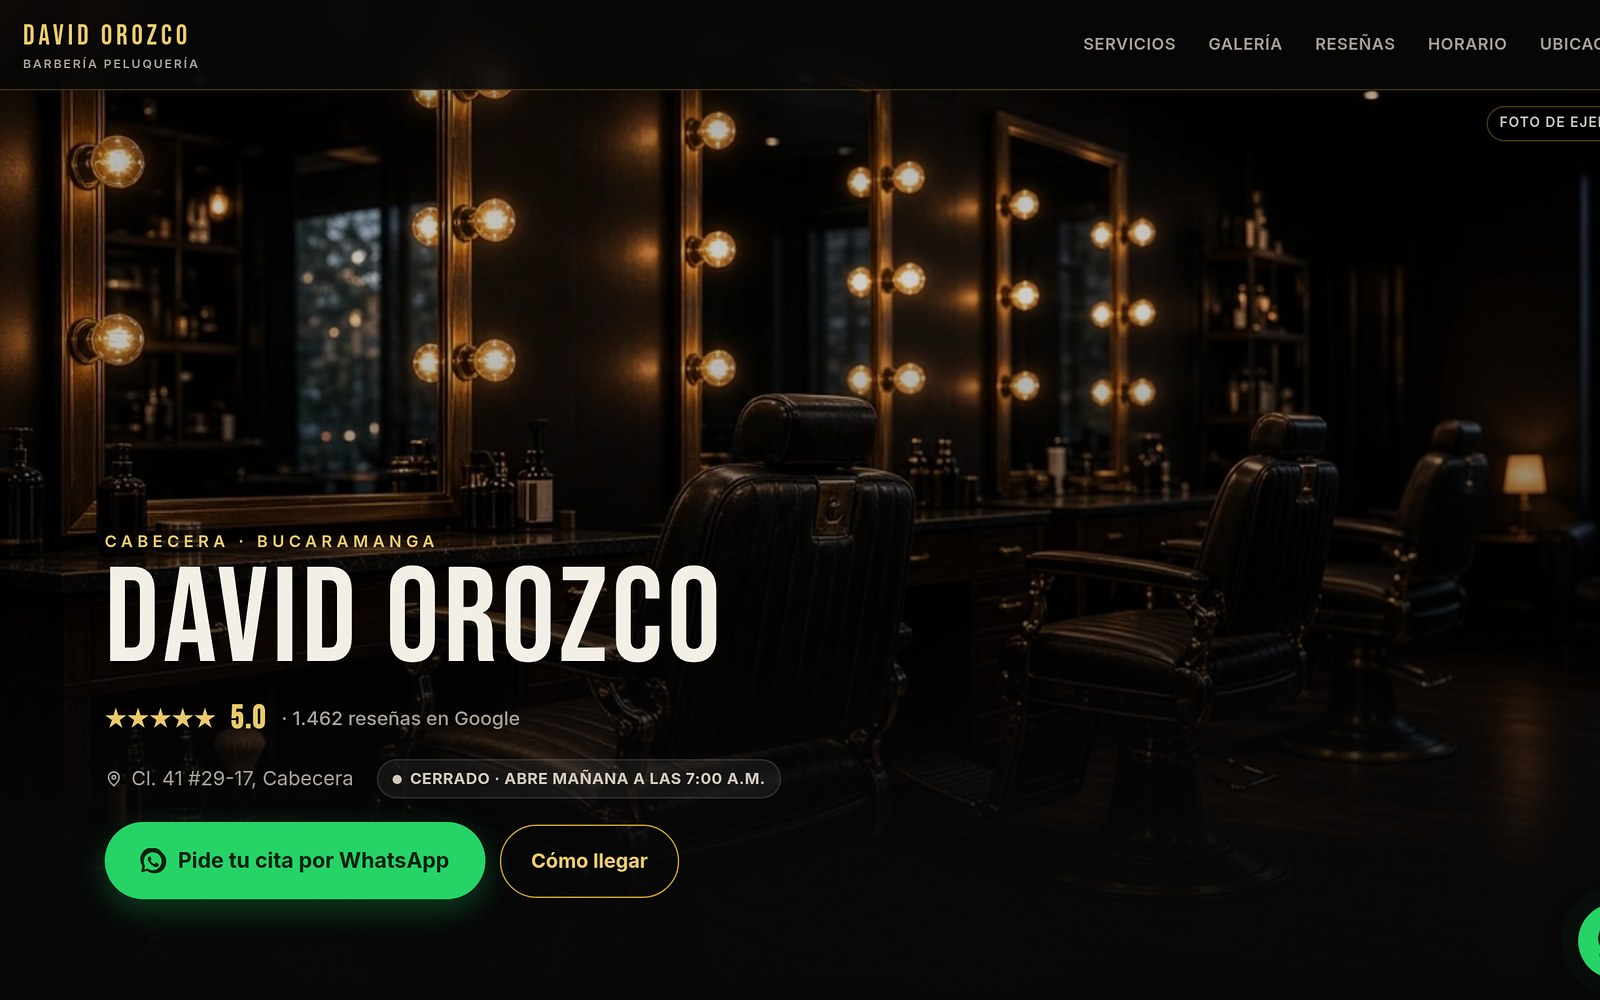 DAVID OROZCO
BARBERÍA PELUQUERÍA
SERVICIOS GALERÍA RESEÑAS HORARIO
FOTO DE
CABECERA · BUCARAMANGA
DAVID OROZCO
★★★★★ 5.0 · 1.462 reseñas en Google
Cl. 41 #29-17, Cabecera
CERRADO · ABRE MAÑANA A LAS 7:00 A.M.
Pide tu cita por WhatsApp
Cómo llegar